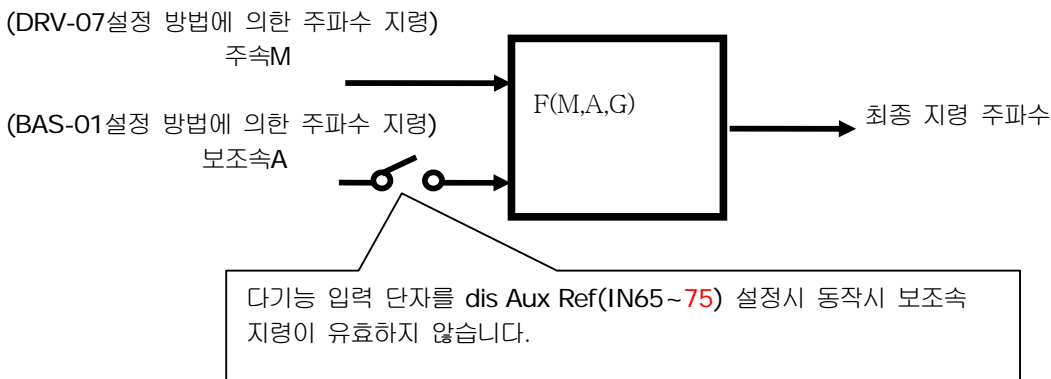 (DRV-07설정 방법에 의한 주파수 지령)
주속M
(BAS-01설정 방법에 의한 주파수 지령)
보조속A
F(M,A,G)
최종 지령 주파수
다기능 입력 단자를 dis Aux Ref(IN65~75) 설정시 동작시 보조속
지령이 유효하지 않습니다.